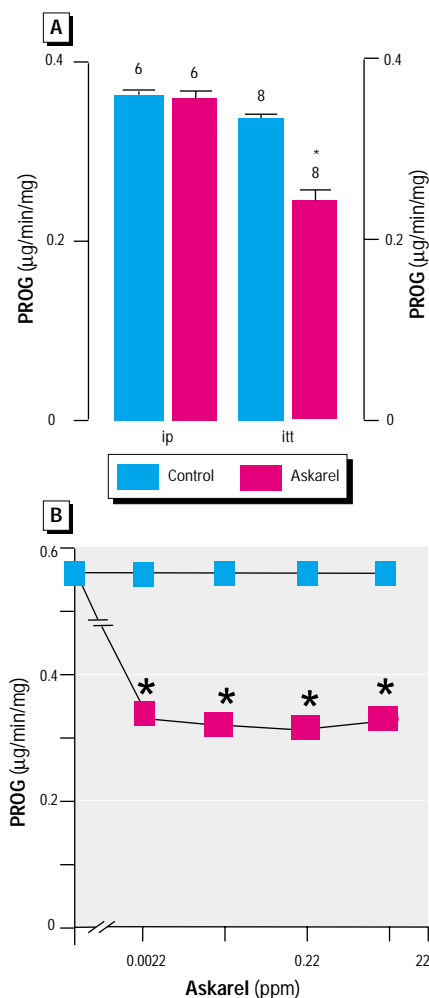 A
0.4
0.2
0
PROG (µg/min/mg)
6
6
8
*
8
0.4
0.2
0
PROG (µg/min/mg)
ip
itt
Control
Askarel
B
0.6
0.4
0.2
0
PROG (µg/min/mg)
* * * *
0.0022
0.22
22
Askarel (ppm)